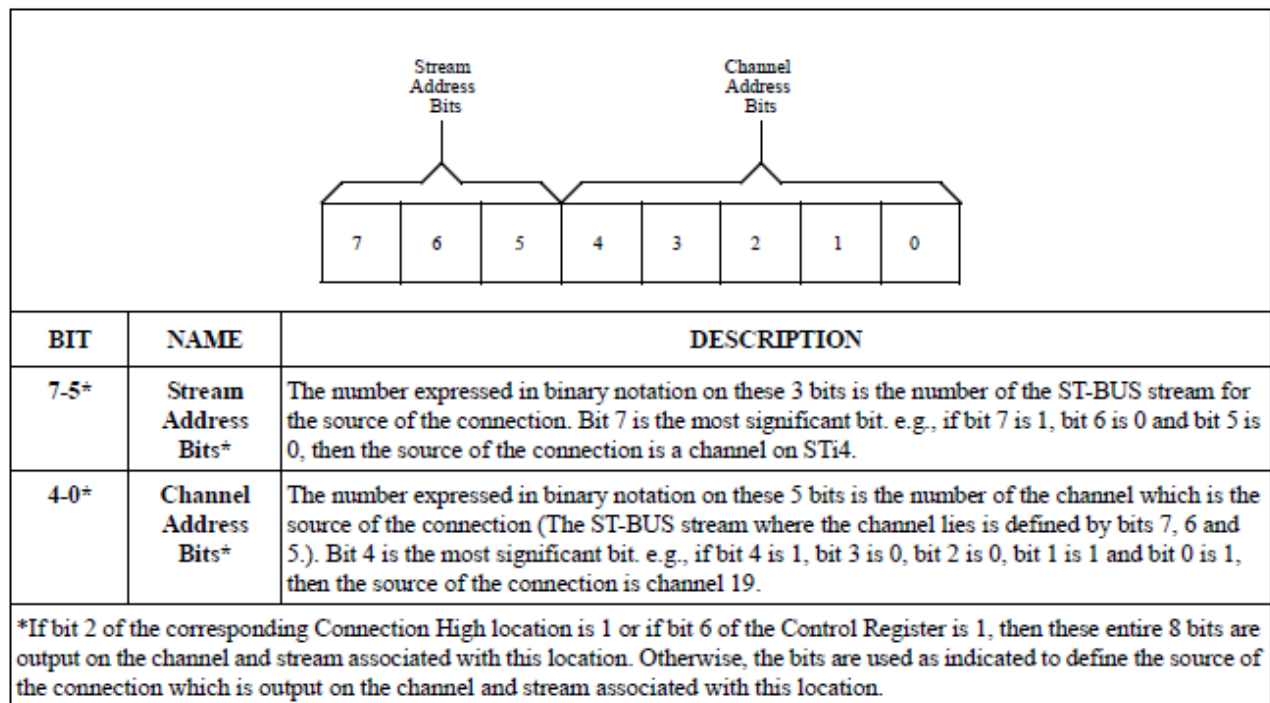 Stream
Address
Bits
Channel
Address
Bits
7 6 5 4 3 2 1 0
BIT NAME DESCRIPTION
7-5* Stream Address Bits* The number expressed in binary notation on these 3 bits is the number of the ST-BUS stream for
the source of the connection. Bit 7 is the most significant bit. e.g., if bit 7 is 1, bit 6 is 0 and bit 5 is
0, then the source of the connection is a channel on STi4.
4-0* Channel Address Bits* The number expressed in binary notation on these 5 bits is the number of the channel which is the
source of the connection (The ST-BUS stream where the channel lies is defined by bits 7, 6 and
5.). Bit 4 is the most significant bit. e.g., if bit 4 is 1, bit 3 is 0, bit 2 is 0, bit 1 is 1 and bit 0 is 1,
then the source of the connection is channel 19.
*If bit 2 of the corresponding Connection High location is 1 or if bit 6 of the Control Register is 1, then these entire 8 bits are
output on the channel and stream associated with this location. Otherwise, the bits are used as indicated to define the source of
the connection which is output on the channel and stream associated with this location.